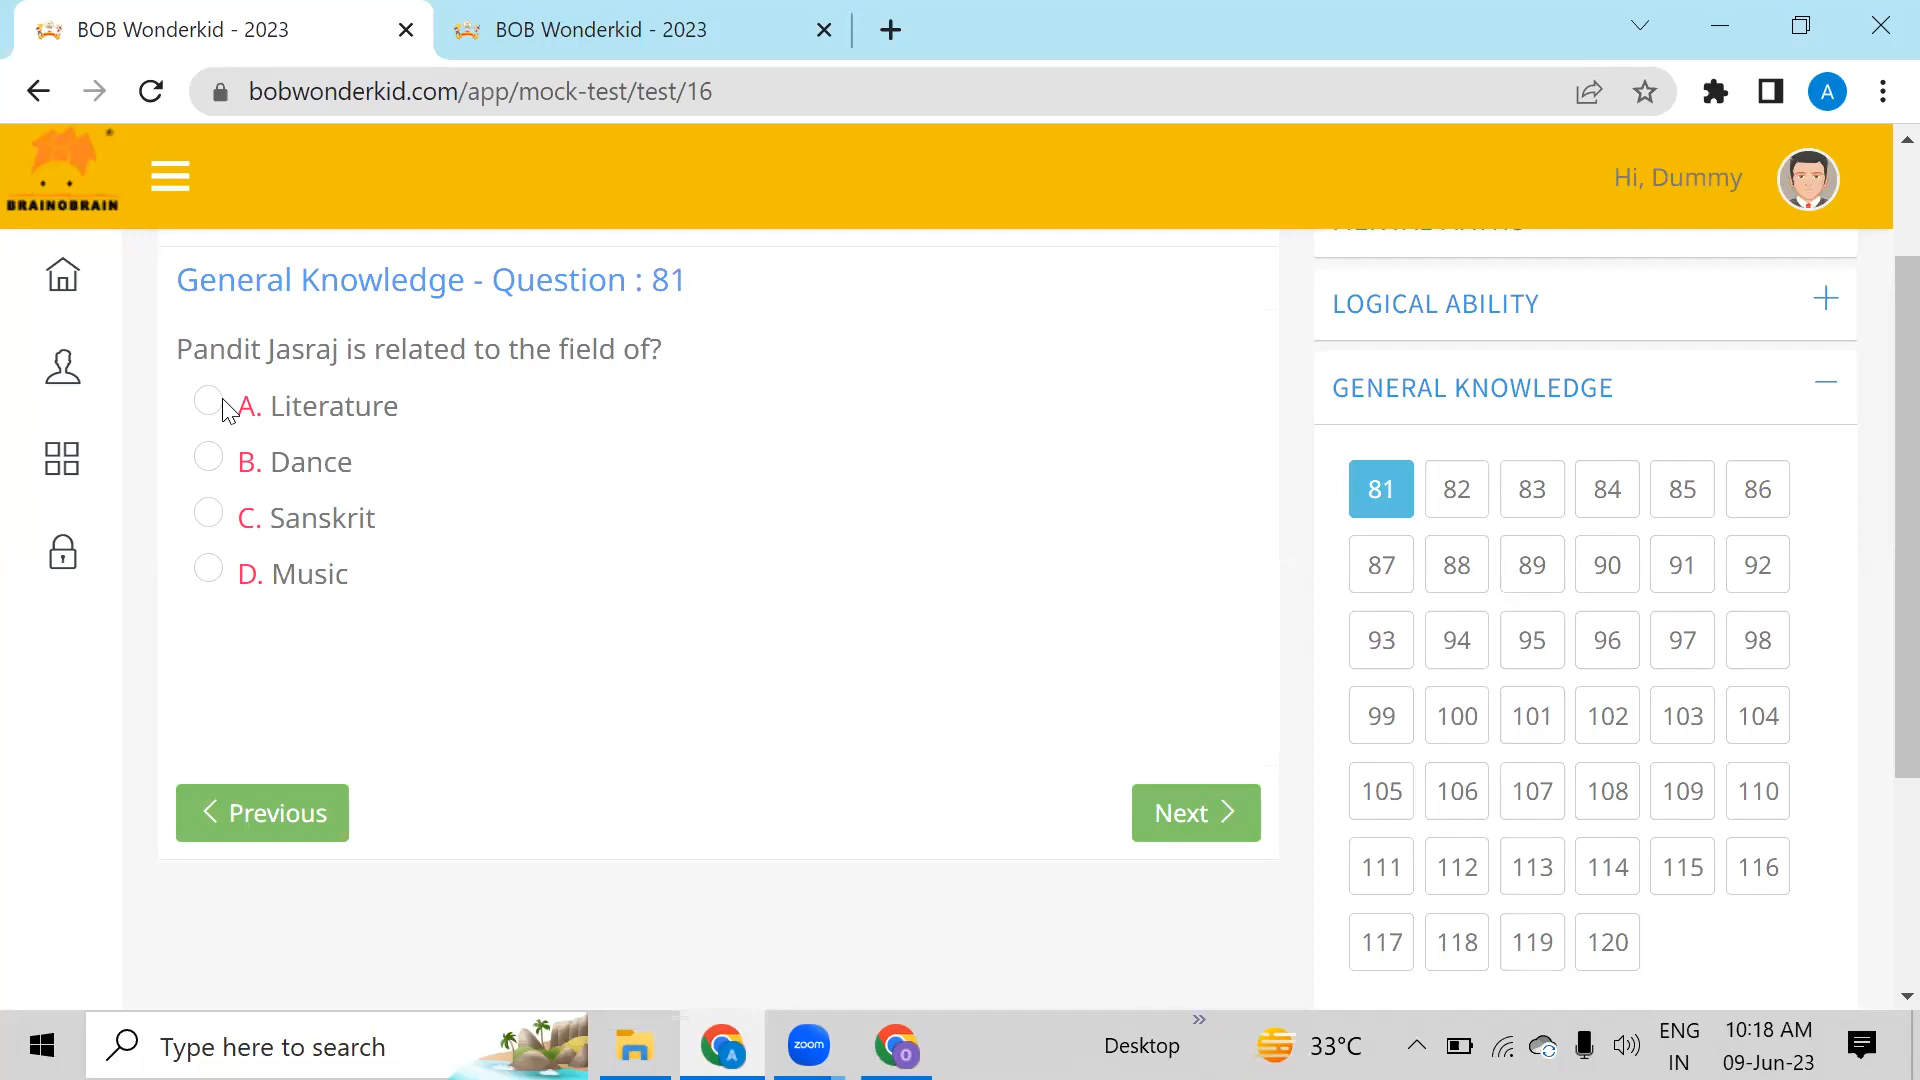 BOB Wonderkid - 2023
BOB Wonderkid - 2023
bobwonderkid.com/app/mock-test/test/16
A
BRAINOBRAIN
Hi, Dummy
General Knowledge - Question : 81
Pandit Jasraj is related to the field of?
A. Literature
B. Dance
C. Sanskrit
D. Music
Previous
Next
LOGICAL ABILITY
GENERAL KNOWLEDGE
81 82 83 84 85 86
87 88 89 90 91 92
93 94 95 96 97 98
99 100 101 102 103 104
105 106 107 108 109 110
111 112 113 114 115 116
117 118 119 120
Type here to search
A
zoom
O
Desktop
33°C
ENG
IN
10:18 AM
09-Jun-23